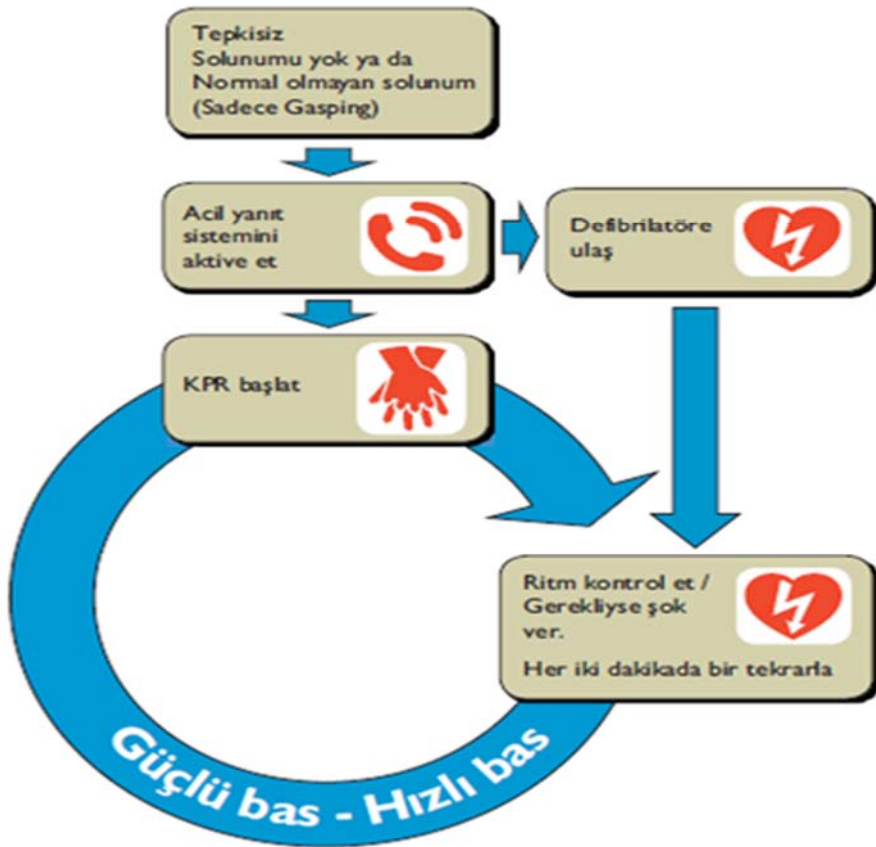 Tepkisiz
Solunumu yok ya da
Normal olmayan solunum
(Sadece Gasping)
Acil yanıt
sistemini
aktive et
Defibrilatöre
ulaş
KPR başlat
Ritm kontrol et /
Gerekliyse şok
ver.
Her iki dakikada bir tekrarla
Güçlü bas - Hızlı bas